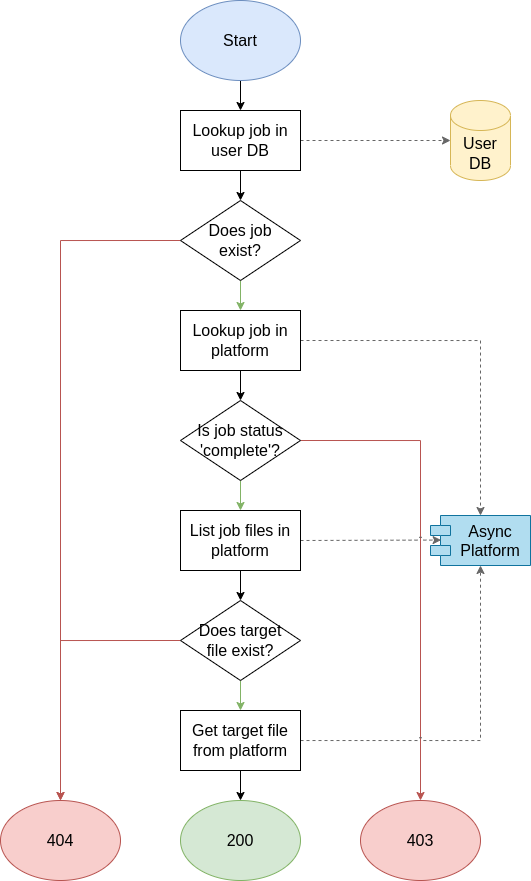 Start
Lookup job in
user DB
User
DB
Does job
exist?
Lookup job in
platform
Is job status
'complete'?
List job files in
platform
Async
Platform
Does target
file exist?
Get target file
from platform
404
200
403